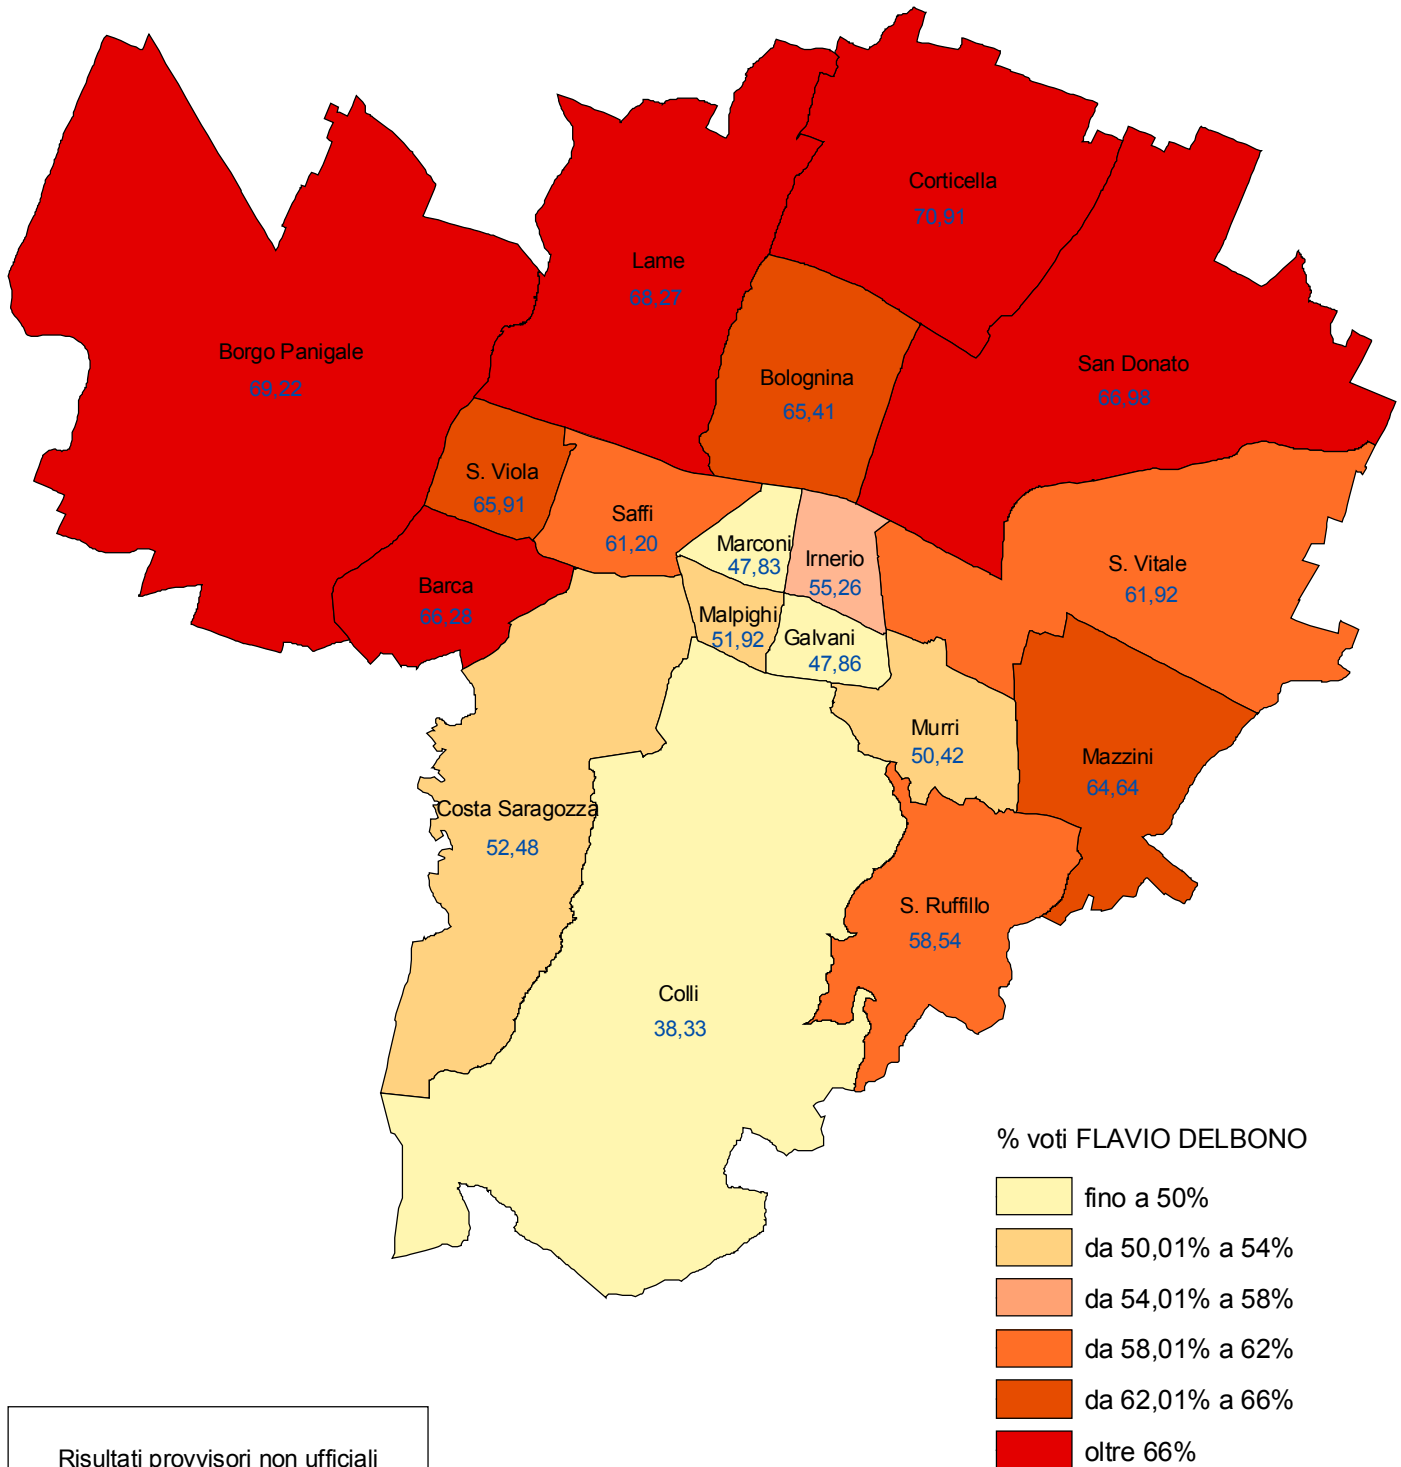 Corticella
70,91
Lame
68,27
Borgo Panigale
69,22
San Donato
66,98
Bolognina
65,41
S. Viola
65,91
Saffi
61,20
Marconi
47,83
Irnerio
55,26
S. Vitale
61,92
Barca
66,28
Malpighi
51,92
Galvani
47,86
Murri
50,42
Mazzini
64,64
Costa Saragozza
52,48
S. Ruffillo
58,54
Colli
38,33
% voti FLAVIO DELBONO
fino a 50%
da 50,01% a 54%
da 54,01% a 58%
da 58,01% a 62%
da 62,01% a 66%
oltre 66%
Risultati provvisori non ufficiali